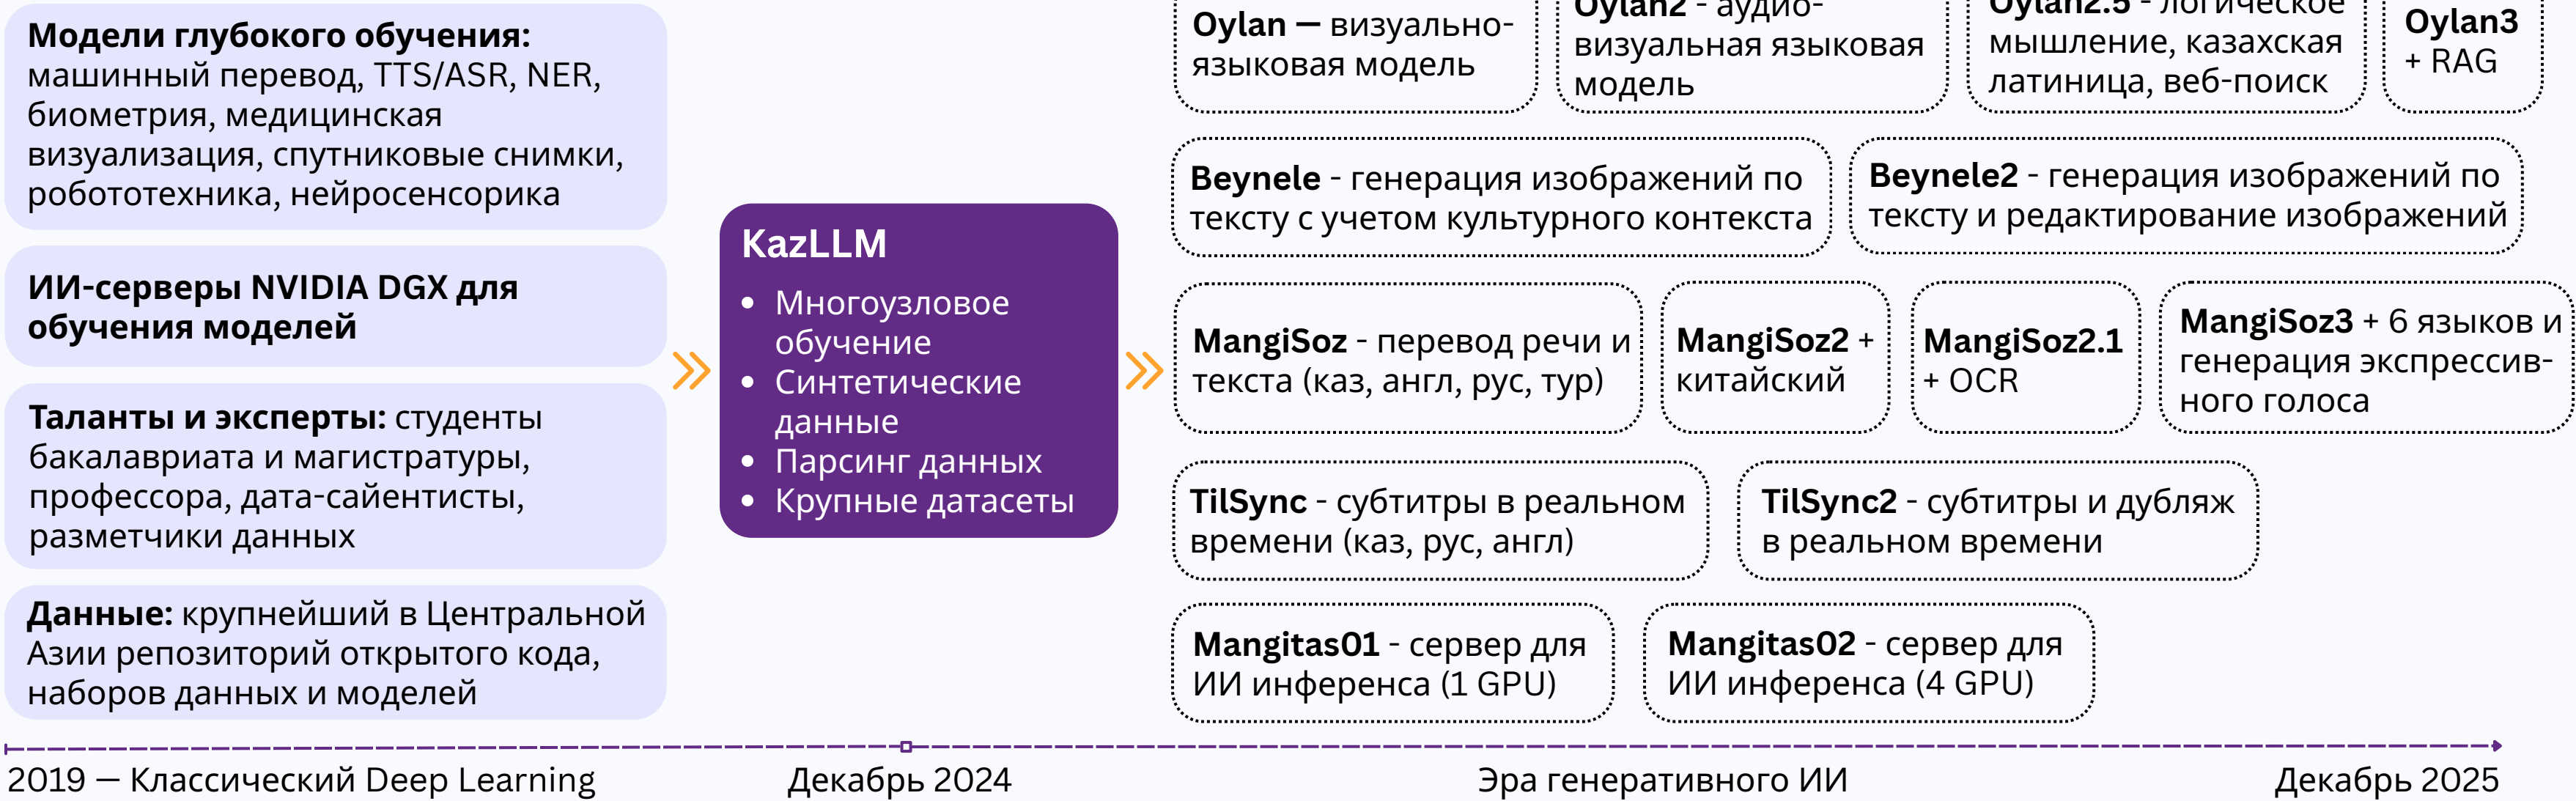 Модели глубокого обучения:
машинный перевод, TTS/ASR, NER,
биометрия, медицинская
визуализация, спутниковые снимки,
робототехника, нейросенсорика
ИИ-серверы NVIDIA DGX для
обучения моделей
Таланты и эксперты: студенты
бакалавриата и магистратуры,
профессора, дата-сайентисты,
разметчики данных
Данные: крупнейший в Центральной
Азии репозиторий открытого кода,
наборов данных и моделей
KazLLM
• Многоузловое
обучение
• Синтетические
данные
• Парсинг данных
• Крупные датасеты
Oylan — визуально-
языковая модель
Oylan2 - аудио-
визуальная языковая
модель
Oylan2.5 - логическое
мышление, казахская
латиница, веб-поиск
Oylan3
+ RAG
Beynele - генерация изображений по
тексту с учетом культурного контекста
Beynele2 - генерация изображений по
тексту и редактирование изображений
MangiSoz - перевод речи и
текста (каз, англ, рус, тур)
MangiSoz2 +
китайский
MangiSoz2.1
+ OCR
MangiSoz3 + 6 языков и
генерация экспрессив-
ного голоса
TilSync - субтитры в реальном
времени (каз, рус, англ)
TilSync2 - субтитры и дубляж
в реальном времени
Mangitas01 - сервер для
ИИ инференса (1 GPU)
Mangitas02 - сервер для
ИИ инференса (4 GPU)
2019 — Классический Deep Learning
Декабрь 2024
Эра генеративного ИИ
Декабрь 2025